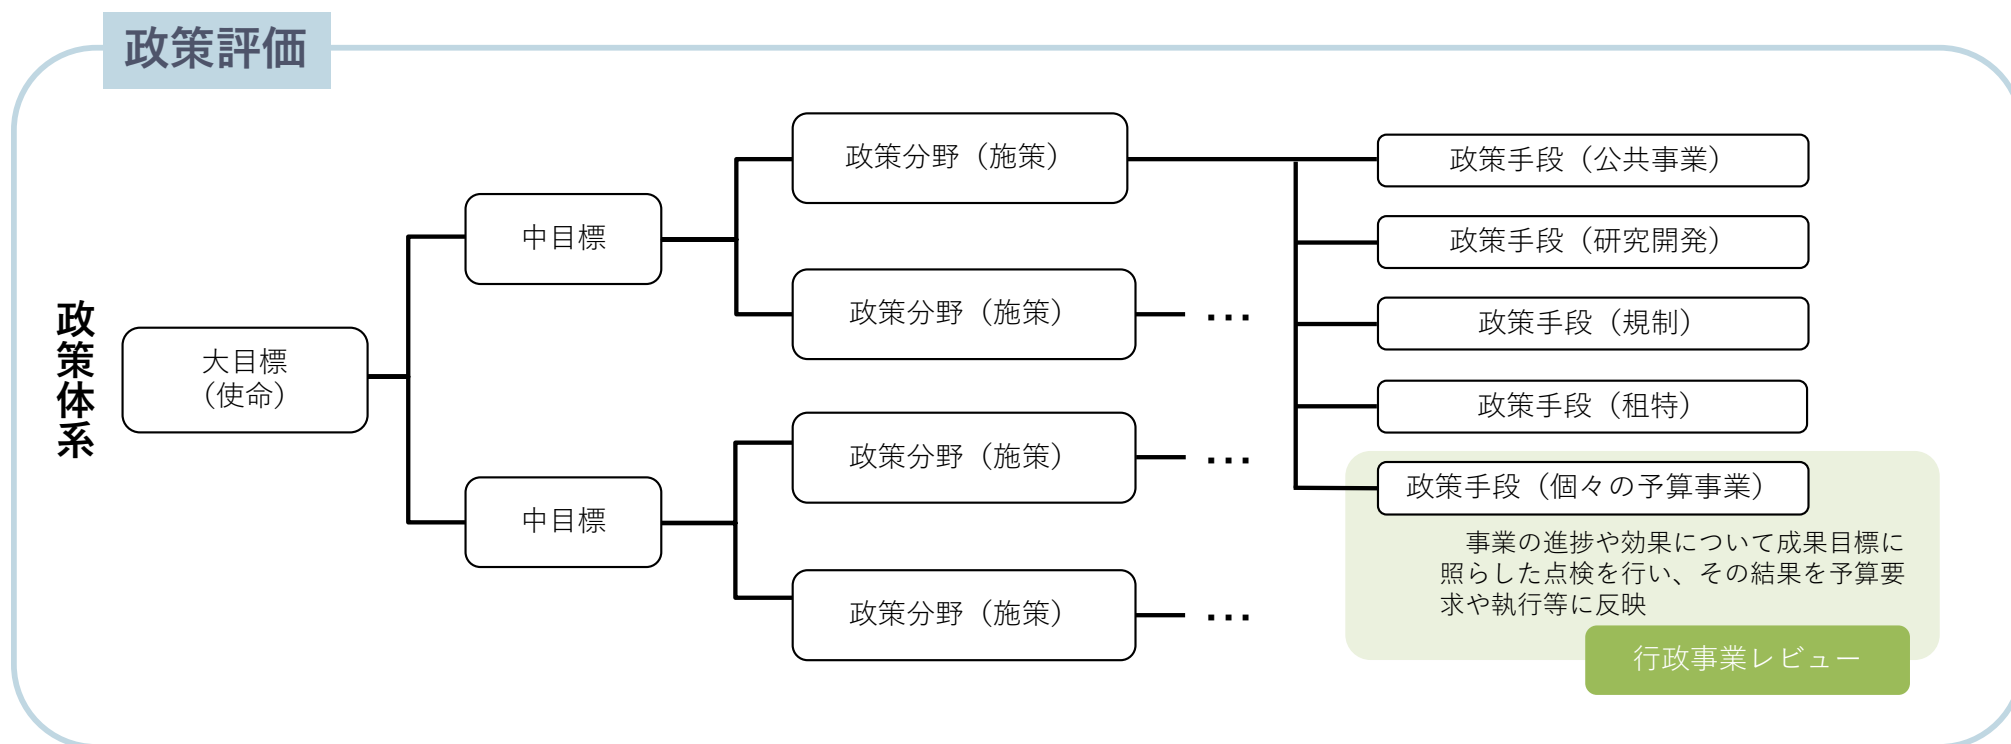 政策評価
政策体系
大目標
（使命）
中目標
中目標
政策分野（施策）
政策分野（施策）
・・・
政策分野（施策）
・・・
政策分野（施策）
・・・
政策手段（公共事業）
政策手段（研究開発）
政策手段（規制）
政策手段（租特）
政策手段（個々の予算事業）
事業の進捗や効果について成果目標に
照らした点検を行い、その結果を予算要
求や執行等に反映
行政事業レビュー